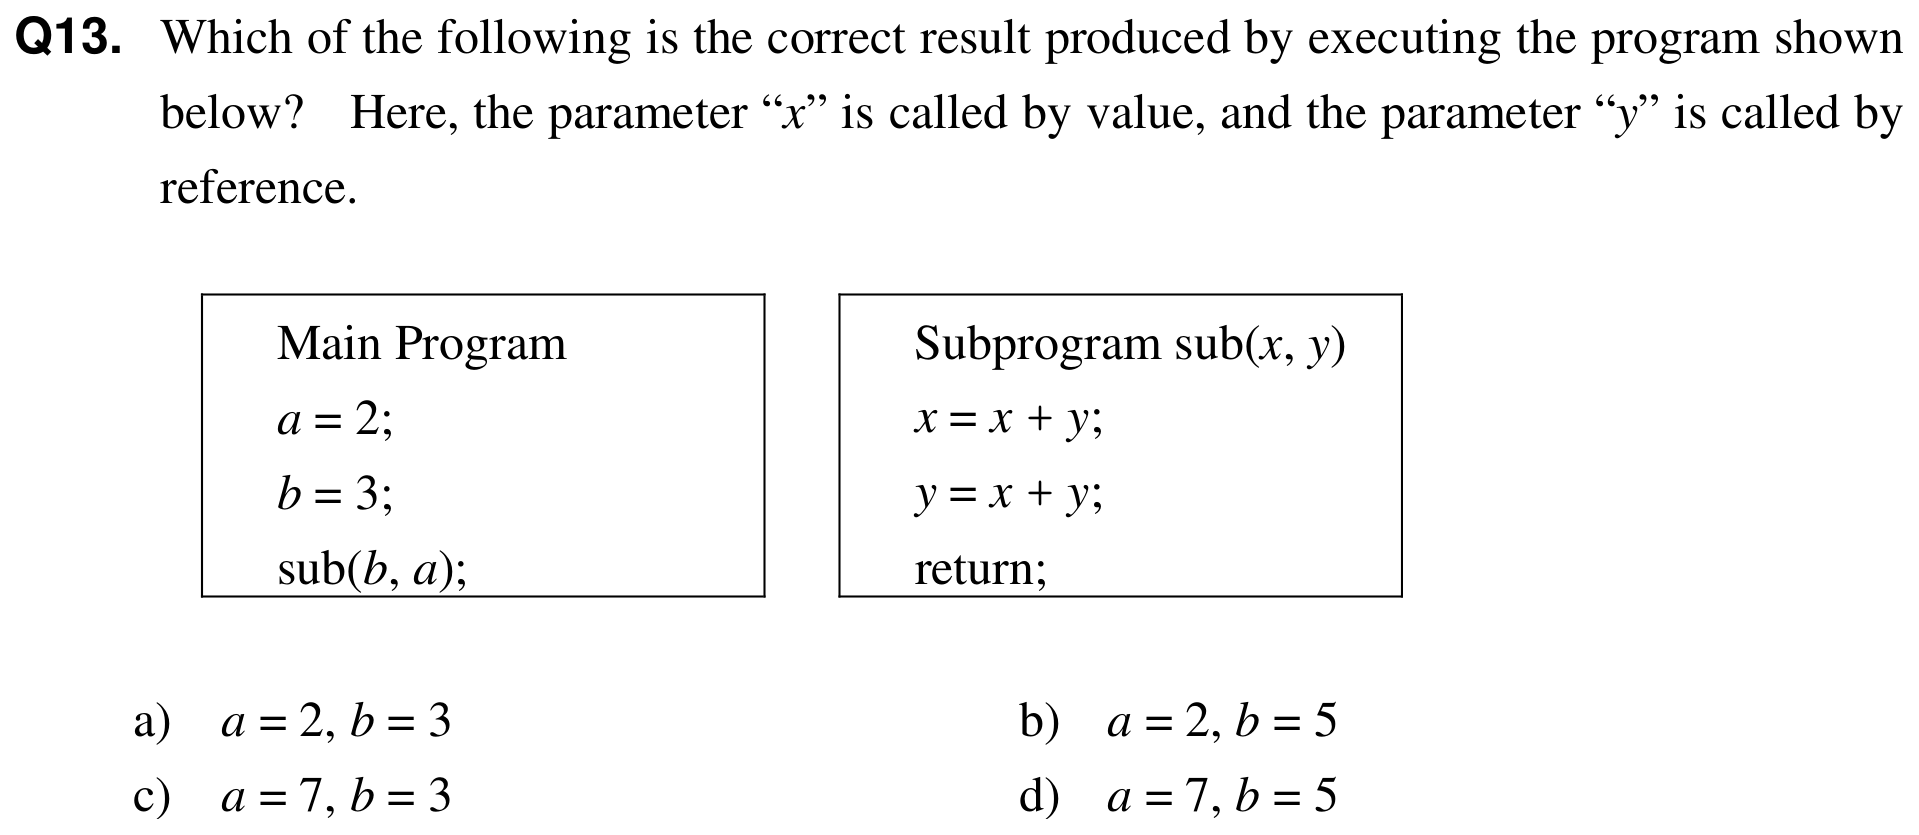 Q13. Which of the following is the correct result produced by executing the program shown
below? Here, the parameter “x” is called by value, and the parameter “y” is called by
reference.
Main Program
a = 2;
b = 3;
sub(b, a);
Subprogram sub(x, y)
x = x + y;
y = x + y;
return;
a) a = 2, b = 3
b) a = 2, b = 5
c) a = 7, b = 3
d) a = 7, b = 5